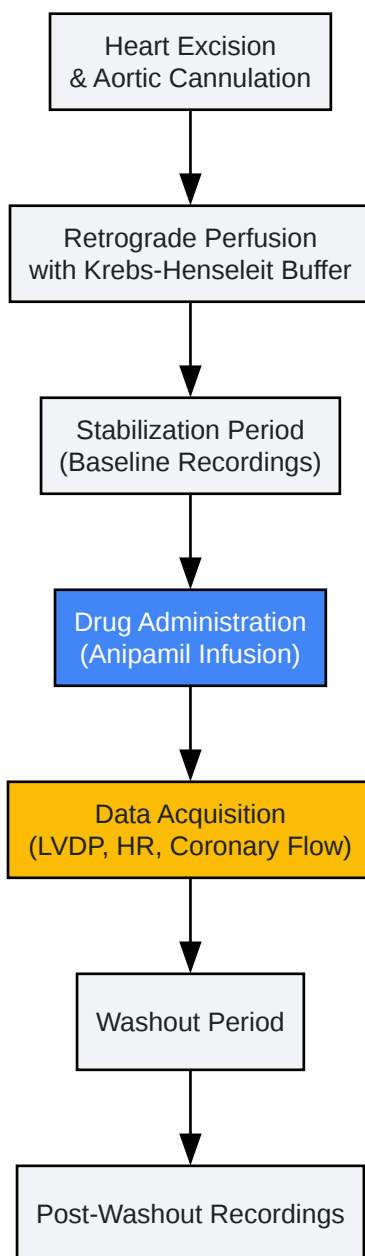 Heart Excision
& Aortic Cannulation
Retrograde Perfusion
with Krebs-Henseleit Buffer
Stabilization Period
(Baseline Recordings)
Drug Administration
(Anipamil Infusion)
Data Acquisition
(LVDP, HR, Coronary Flow)
Washout Period
Post-Washout Recordings